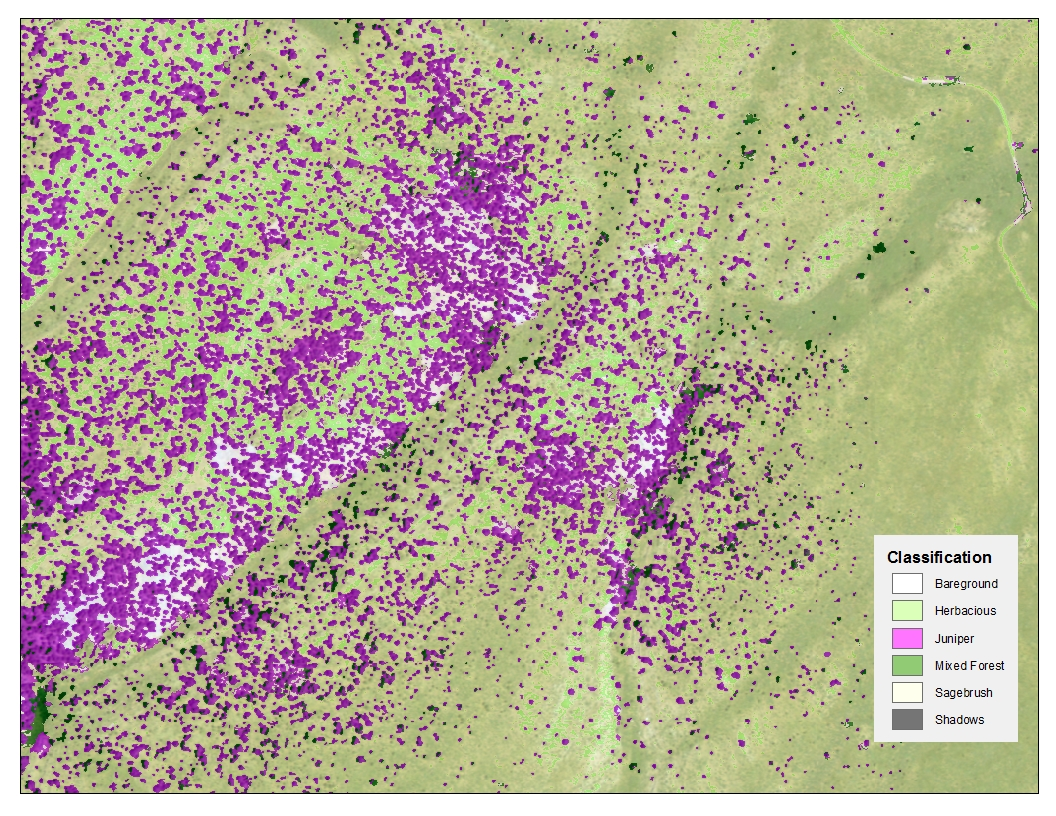 Classification
Bareground
Herbacious
Juniper
Mixed Forest
Sagebrush
Shadows